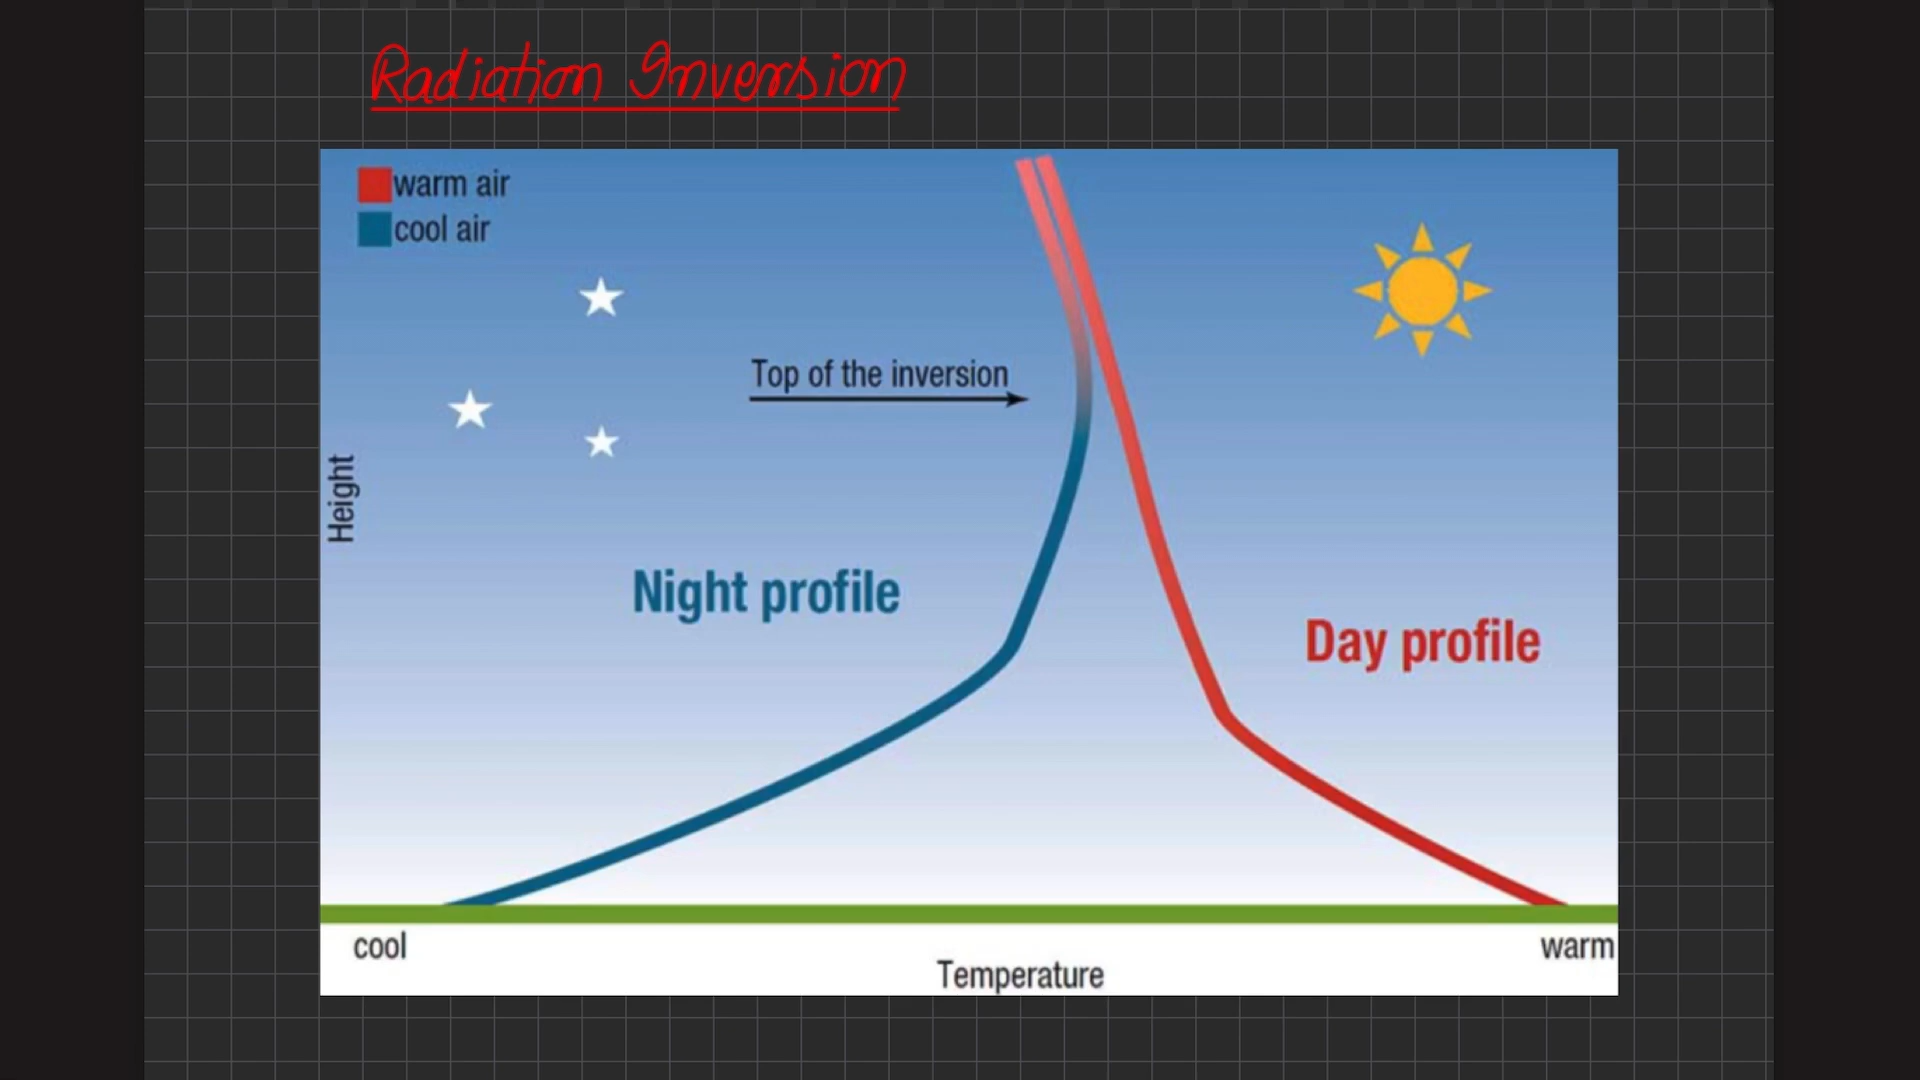 Radiation Inversion
warm air
cool air
Top of the inversion
Height
Night profile
Day profile
cool
warm
Temperature